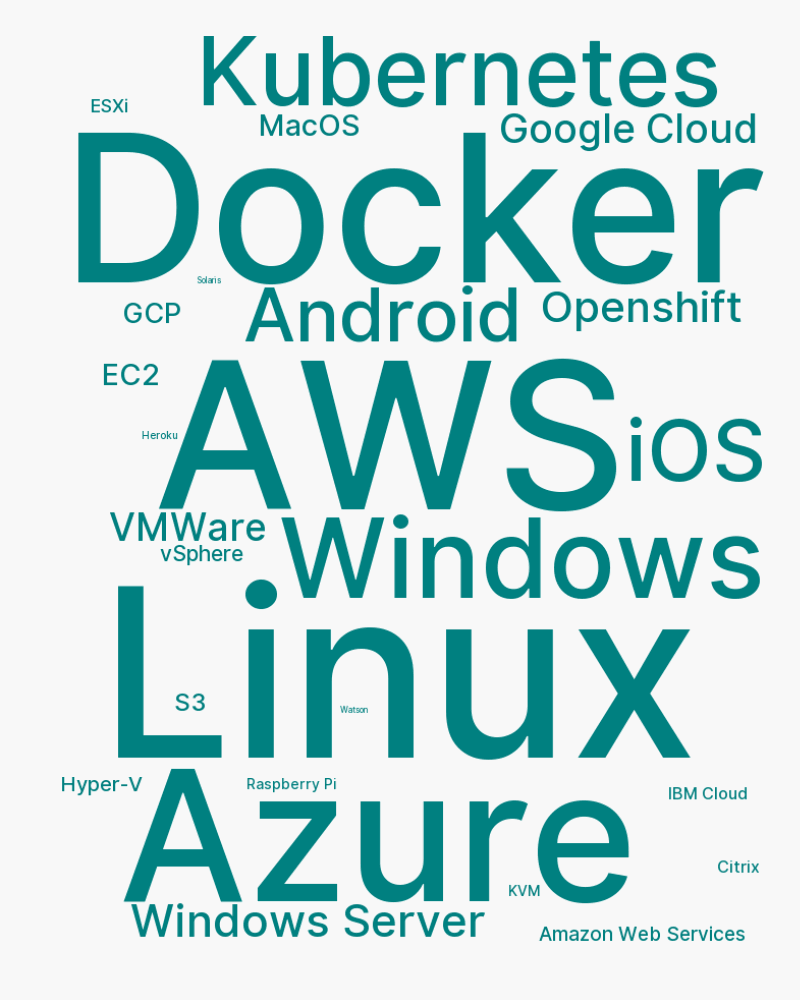 Kubernetes
ESXi
MacOS
Google Cloud
Docker
Solaris
GCP
Android
Openshift
EC2
AWS
Heroku
iOS
VMWare
Windows
vSphere
Linux
S3
Watson
Hyper-V
Raspberry Pi
IBM Cloud
Azure
Citrix
KVM
Windows Server
Amazon Web Services